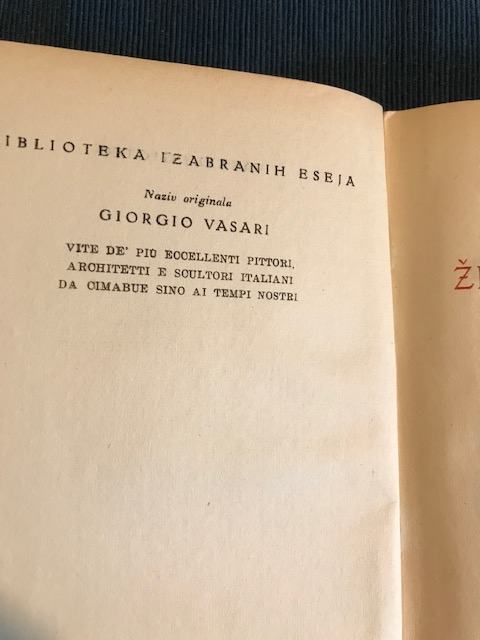 IBLIOTEKA IZABRANIH ESEJA
Naziv originala
GIORGIO VASARI
VITE DE' PIÙ ECCELLENTI PITTORI,
ARCHITETTI E SCULTORI ITALIANI
DA CIMABUE SINO AI TEMPI NOSTRI